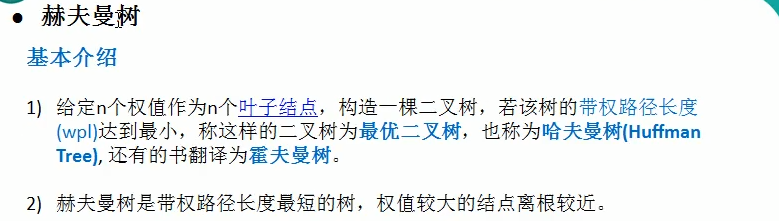 ● 赫夫曼树
基本介绍
1) 给定n个权值作为n个叶子结点，构造一棵二叉树，若该树的带权路径长度
(wpl)达到最小，称这样的二叉树为最优二叉树，也称为哈夫曼树(Huffman
Tree), 还有的书翻译为霍夫曼树。
2) 赫夫曼树是带权路径长度最短的树，权值较大的结点离根较近。